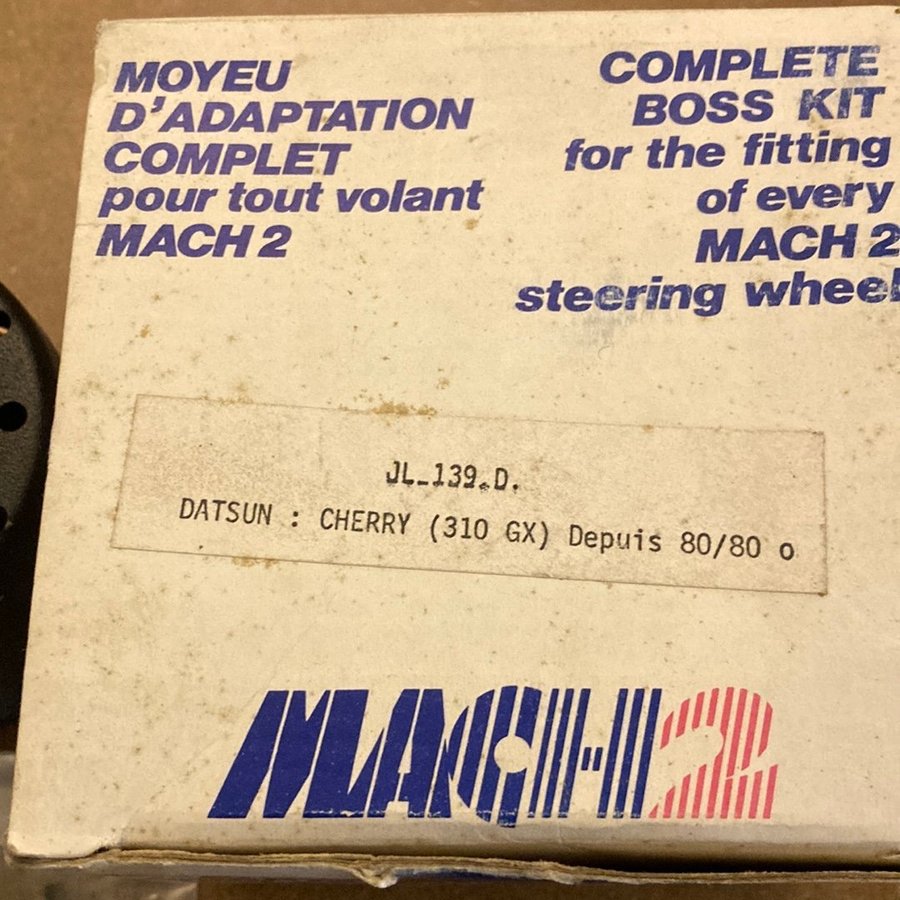 MOYEU
D'ADAPTATION
COMPLET
pour tout volant
MACH 2
COMPLETE
BOSS KIT
for the fitting
of every
MACH 2
steering wheel
JL_139.D.
DATSUN : CHERRY (310 GX) Depuis 80/80 o
MACH2